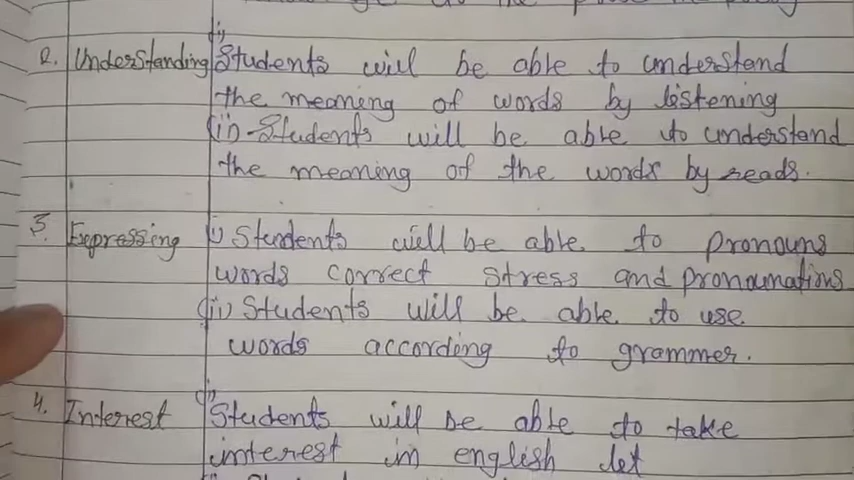 2. Understanding i) Students will be able to understand
the meaning of words by listening
(ii) Students will be able to understand
the meaning of the words by reads.
3. Expressing (i) Students will be able to pronouns
words correct stress and pronounations
(ii) Students will be able to use
words according to grammer.
4. Interest (i) Students will be able to take
interest in english let